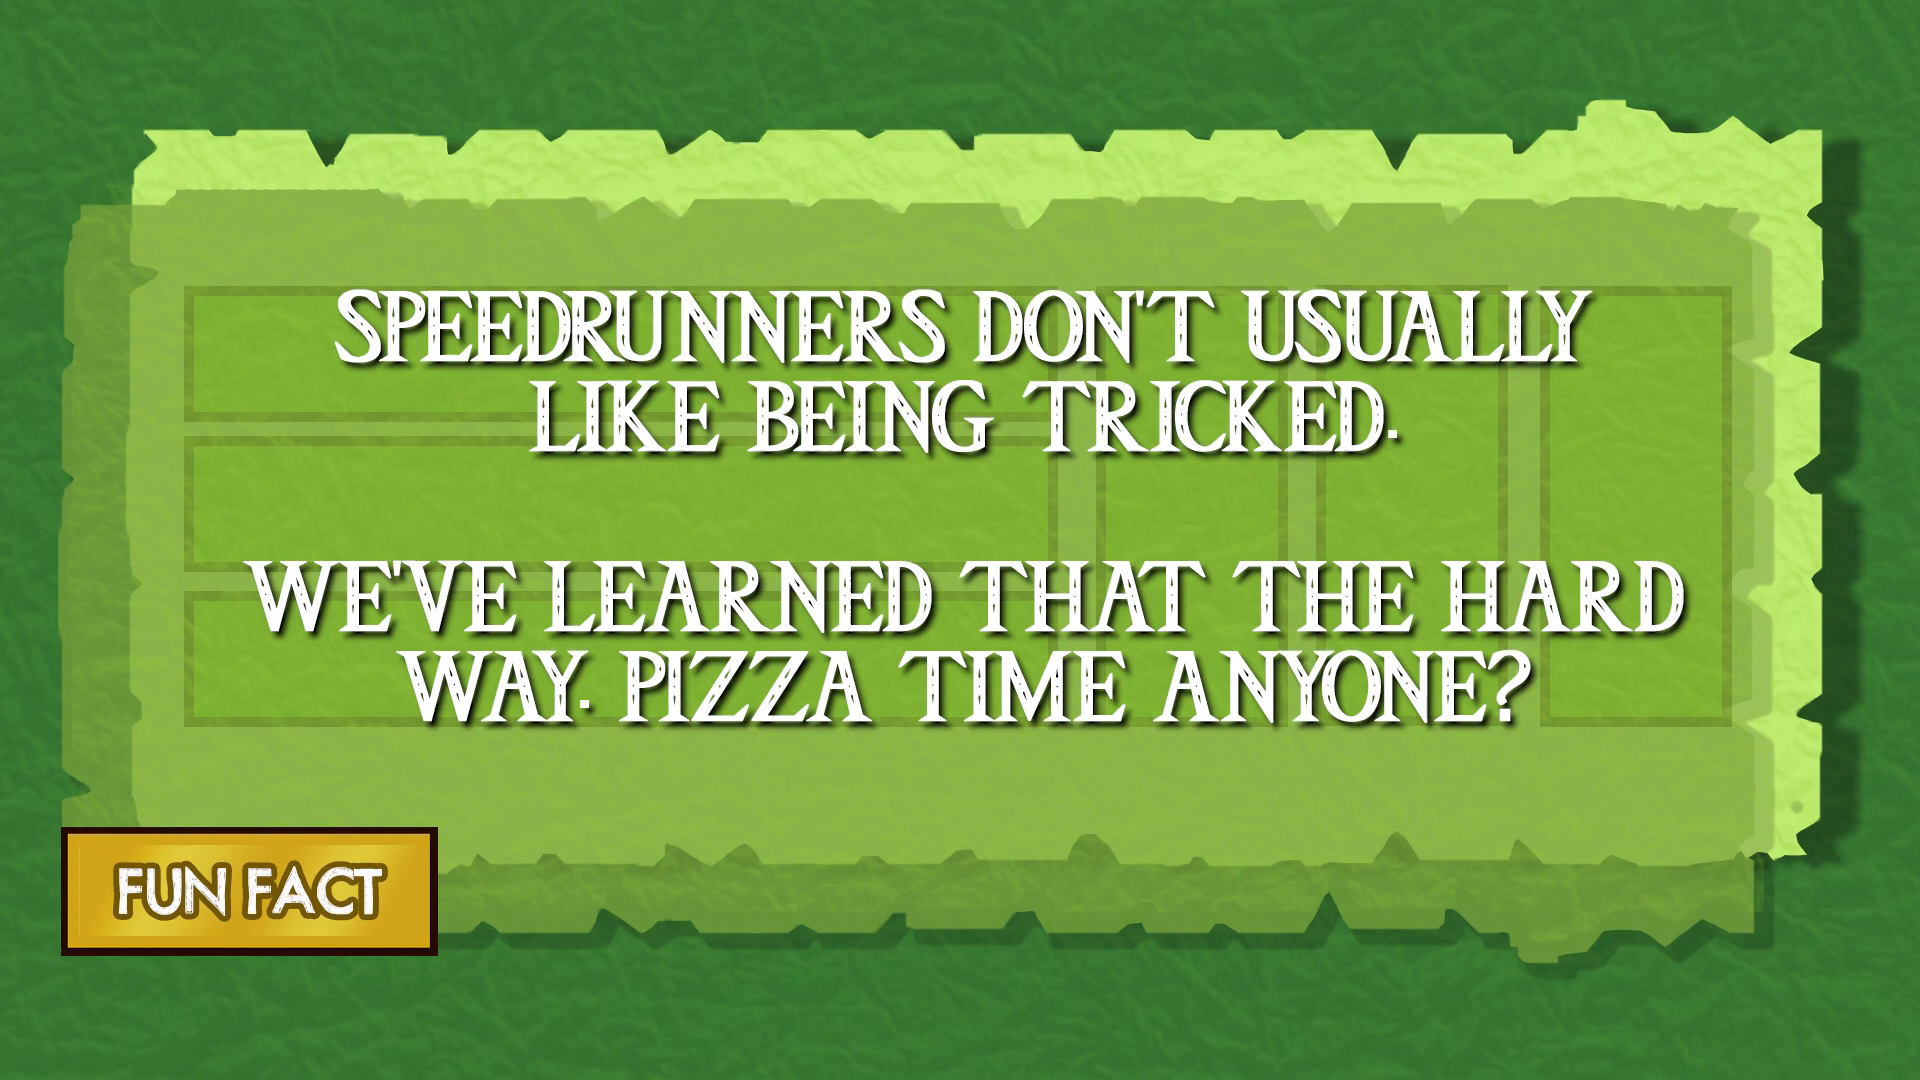 SPEEDRUNNERS DON'T USUALLY
LIKE BEING TRICKED.
WE'VE LEARNED THAT THE HARD
WAY. PIZZA TIME ANYONE?
FUN FACT